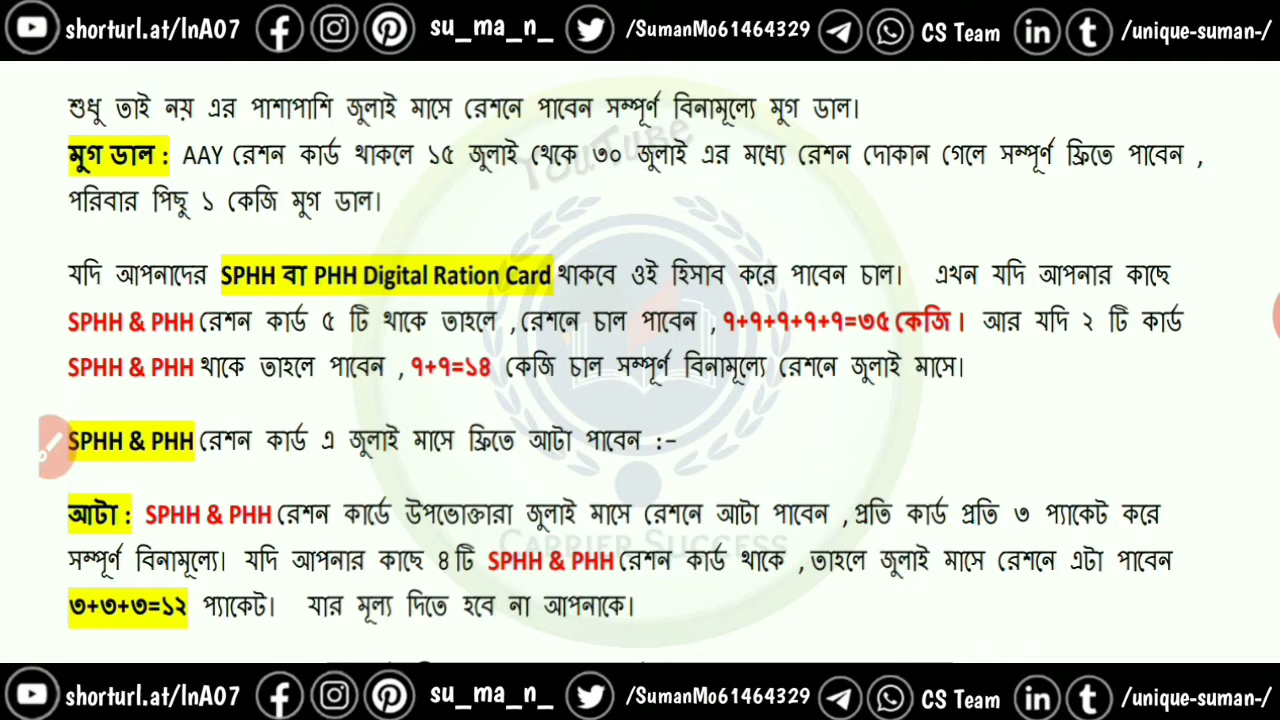 shorturl.at/lnA07 su_ma_n_ /SumanMo61464329 CS Team /unique-suman-/
শুধু তাই নয় এর পাশাপাশি জুলাই মাসে রেশনে পাবেন সম্পূর্ণ বিনামূল্যে মুগ ডাল।
মুগ ডাল : AAY রেশন কার্ড থাকলে ১৫ জুলাই থেকে ৩০ জুলাই এর মধ্যে রেশন দোকান গেলে সম্পূর্ণ ফ্রিতে পাবেন ,
পরিবার পিছু ১ কেজি মুগ ডাল।
যদি আপনাদের SPHH বা PHH Digital Ration Card থাকবে ওই হিসাব করে পাবেন চাল। এখন যদি আপনার কাছে
SPHH & PHH রেশন কার্ড ৫ টি থাকে তাহলে ,রেশনে চাল পাবেন , ৭+৭+৭+৭+৭=৩৫ কেজি । আর যদি ২ টি কার্ড
SPHH & PHH থাকে তাহলে পাবেন , ৭+৭=১৪ কেজি চাল সম্পূর্ণ বিনামূল্যে রেশনে জুলাই মাসে।
SPHH & PHH রেশন কার্ড এ জুলাই মাসে ফ্রিতে আটা পাবেন :-
আটা : SPHH & PHH রেশন কার্ডে উপভোক্তারা জুলাই মাসে রেশনে আটা পাবেন ,প্রতি কার্ড প্রতি ৩ প্যাকেট করে
সম্পূর্ণ বিনামূল্যে। যদি আপনার কাছে ৪ টি SPHH & PHH রেশন কার্ড থাকে ,তাহলে জুলাই মাসে রেশনে এটা পাবেন
৩+৩+৩=১২ প্যাকেট। যার মূল্য দিতে হবে না আপনাকে।
YouTube
CARRIER SUCCESS
shorturl.at/lnA07 su_ma_n_ /SumanMo61464329 CS Team /unique-suman-/